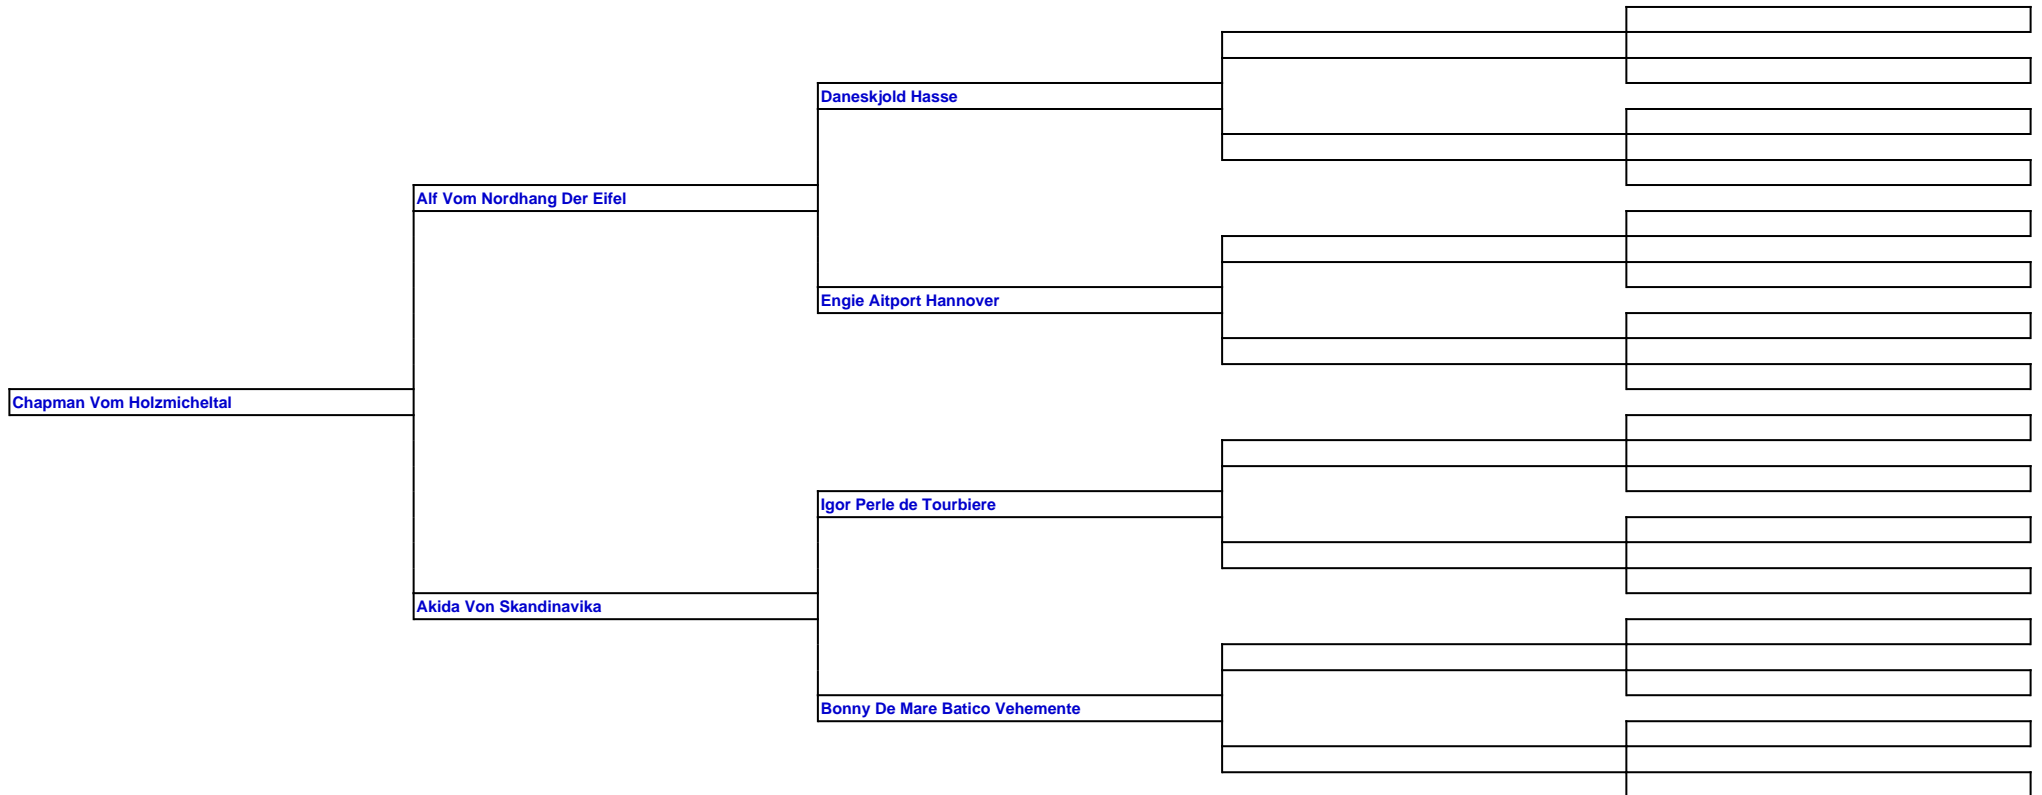 Daneskjold Hasse
Alf Vom Nordhang Der Eifel
Engie Aitport Hannover
Chapman Vom Holzmicheltal
Igor Perle de Tourbiere
Akida Von Skandinavika
Bonny De Mare Batico Vehemente